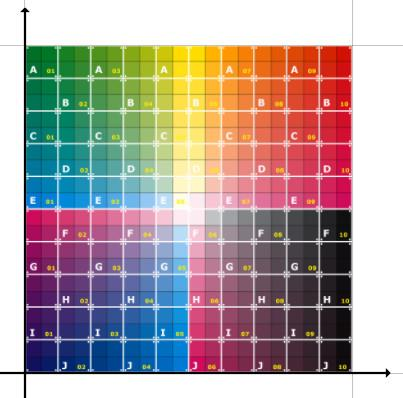 A 01 A 03 A A 07 A 09
B 02 B 04 B B 08 B 10
C 01 C 03 C C 07 C 09
D 02 D 04 D D 08 D 10
E 01 E 03 E E 07 E 09
F 02 F 04 F 06 F 08 F 10
G 01 G 03 G 05 G 07 G 09
H 02 H 04 H 06 H 08 H 10
I 01 I 03 I 05 I 07 I 09
J 02 J 04 J 06 J 08 J 10